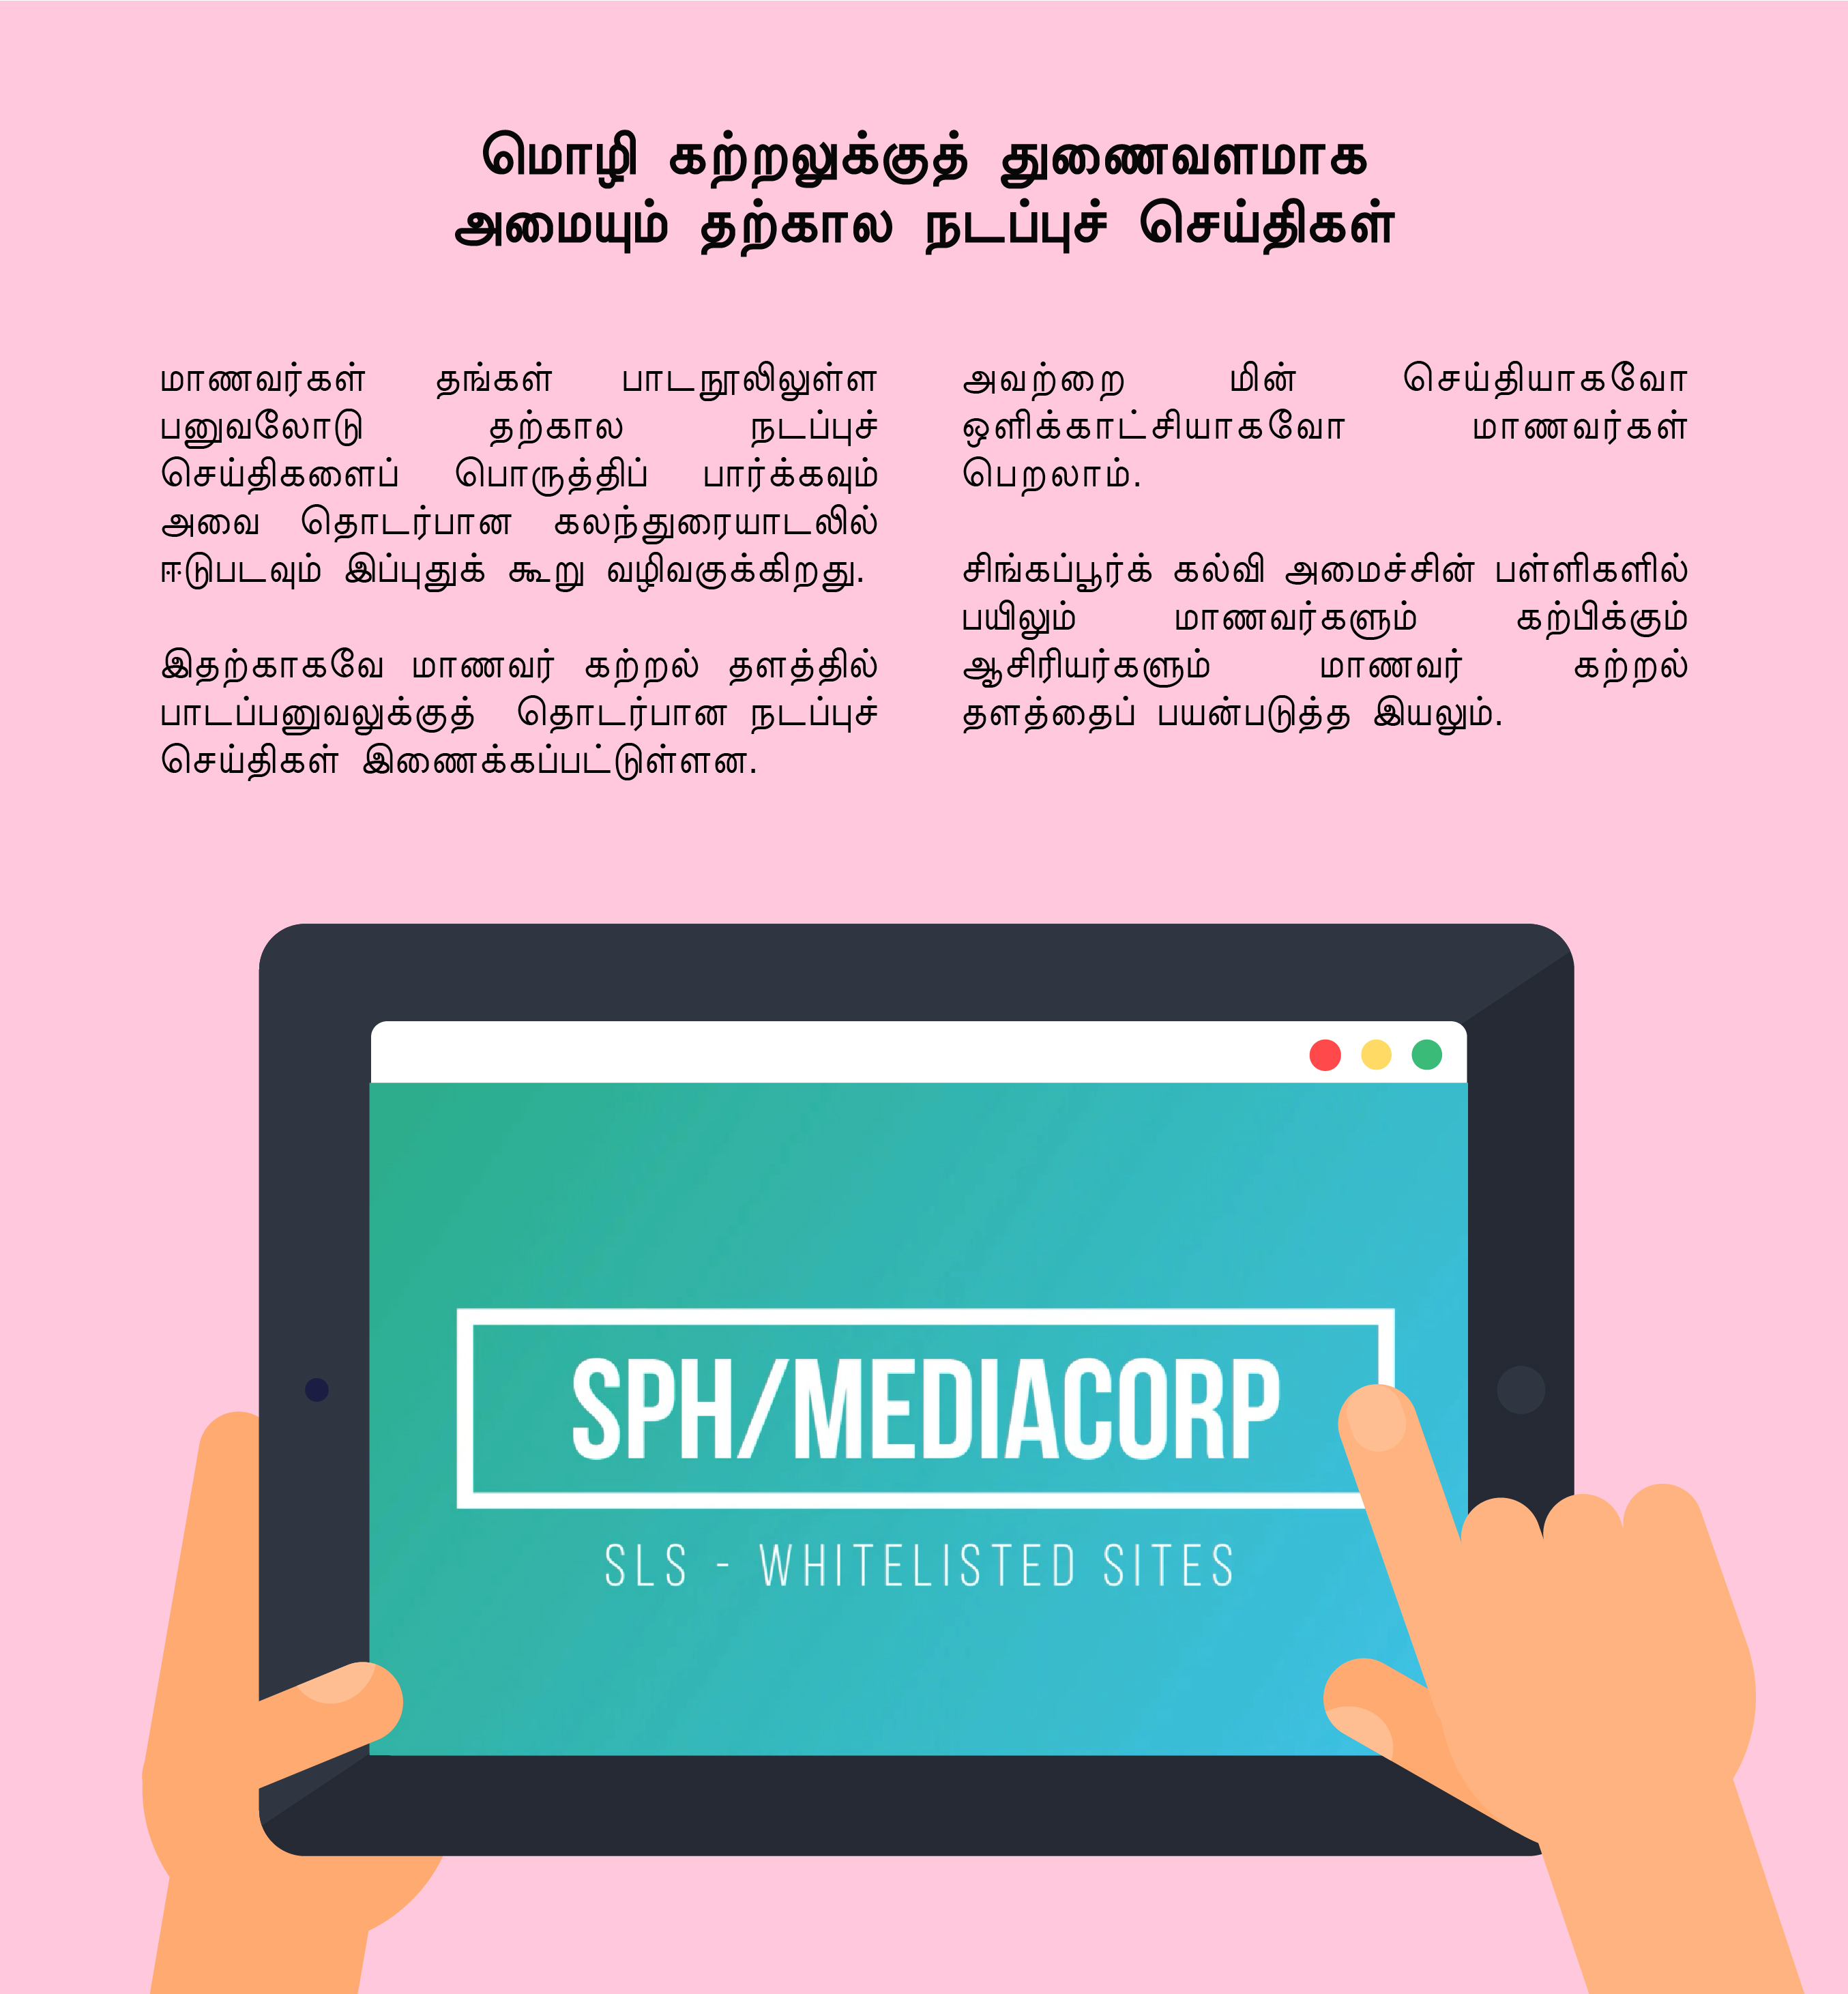 மொழி கற்றலுக்குத் துணைவளமாக
அமையும் தற்கால நடப்புச் செய்திகள்
மாணவர்கள் தங்கள் பாடநூலிலுள்ள
பனுவலோடு தற்கால நடப்புச்
செய்திகளைப் பொருத்திப் பார்க்கவும்
அவை தொடர்பான கலந்துரையாடலில்
ஈடுபடவும் இப்புதுக் கூறு வழிவகுக்கிறது.
இதற்காகவே மாணவர் கற்றல் தளத்தில்
பாடப்பனுவலுக்குத் தொடர்பான நடப்புச்
செய்திகள் இணைக்கப்பட்டுள்ளன.
அவற்றை மின் செய்தியாகவோ
ஒளிக்காட்சியாகவோ மாணவர்கள்
பெறலாம்.
சிங்கப்பூர்க் கல்வி அமைச்சின் பள்ளிகளில்
பயிலும் மாணவர்களும் கற்பிக்கும்
ஆசிரியர்களும் மாணவர் கற்றல்
தளத்தைப் பயன்படுத்த இயலும்.
SPH/MEDIACORP
SLS - WHITELISTED SITES